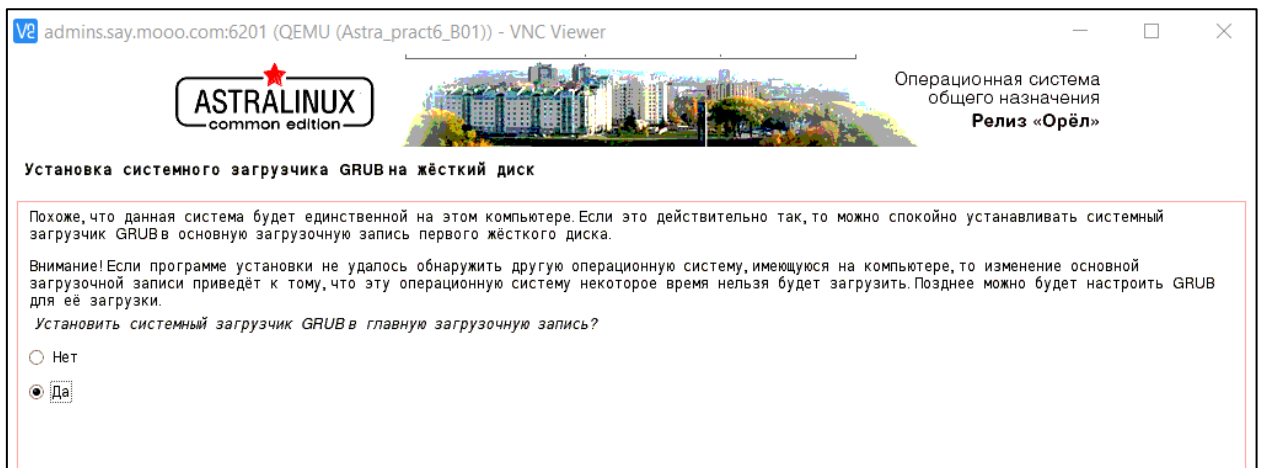 admins.say.mooo.com:6201 (QEMU (Astra_pract6_B01)) - VNC Viewer
ASTRALINUX
common edition
Операционная система
общего назначения
Релиз «Орёл»
Установка системного загрузчика GRUB на жёсткий диск
Похоже, что данная система будет единственной на этом компьютере. Если это действительно так, то можно спокойно устанавливать системный
загрузчик GRUB в основную загрузочную запись первого жёсткого диска.
Внимание! Если программе установки не удалось обнаружить другую операционную систему, имеющуюся на компьютере, то изменение основной
загрузочной записи приведёт к тому, что эту операционную систему некоторое время нельзя будет загрузить. Позднее можно будет настроить GRUB
для её загрузки.
Установить системный загрузчик GRUB в главную загрузочную запись?
Нет
Да